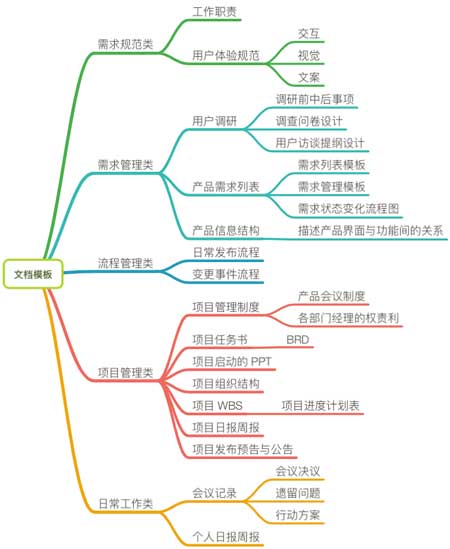 文档模板
需求规范类
工作职责
用户体验规范
交互
视觉
文案
需求管理类
用户调研
调研前中后事项
调查问卷设计
用户访谈提纲设计
产品需求列表
需求列表模板
需求管理模板
需求状态变化流程图
产品信息结构
描述产品界面与功能间的关系
流程管理类
日常发布流程
变更事件流程
项目管理类
项目管理制度
产品会议制度
各部门经理的权责利
项目任务书
BRD
项目启动的 PPT
项目组织结构
项目 WBS
项目进度计划表
项目日报周报
项目发布预告与公告
日常工作类
会议记录
会议决议
遗留问题
行动方案
个人日报周报